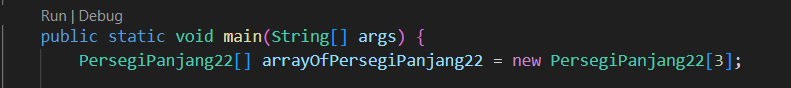 Run | Debug
public static void main(String[] args) {
PersegiPanjang22[] arrayOfPersegiPanjang22 = new PersegiPanjang22[3];